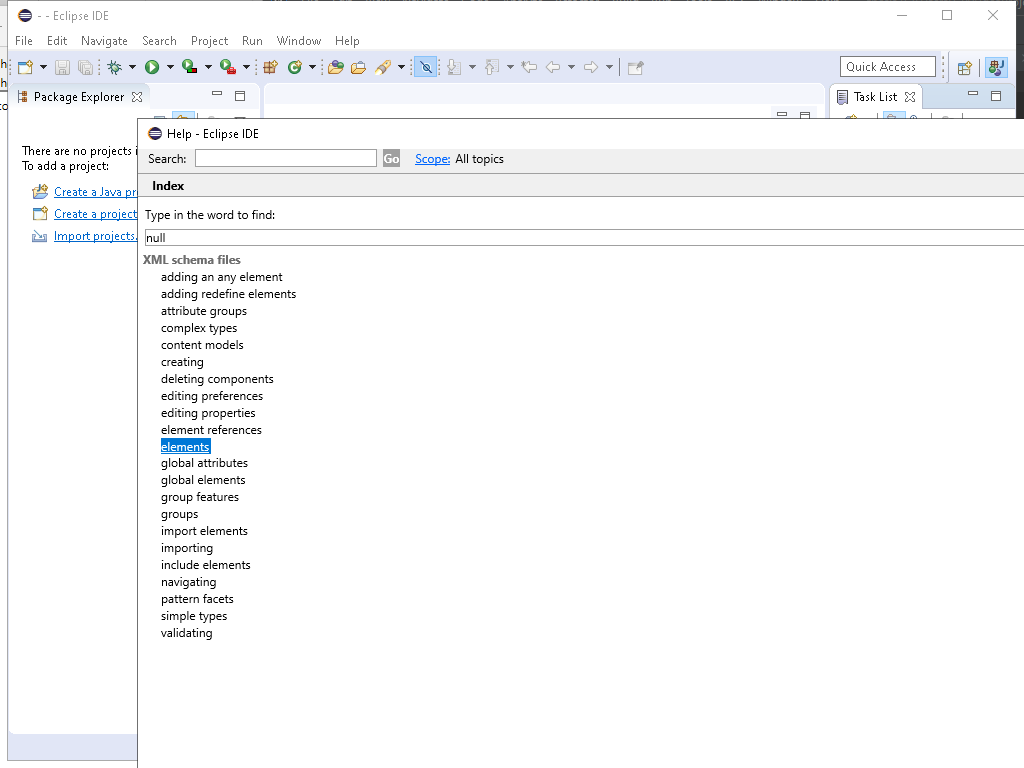 - - Eclipse IDE
File Edit Navigate Search Project Run Window Help
Quick Access
Package Explorer
Task List
There are no projects i
To add a project:
Create a Java pr
Create a project
Import projects.
Help - Eclipse IDE
Search: Go Scope: All topics
Index
Type in the word to find:
null
XML schema files
adding an any element
adding redefine elements
attribute groups
complex types
content models
creating
deleting components
editing preferences
editing properties
element references
elements
global attributes
global elements
group features
groups
import elements
importing
include elements
navigating
pattern facets
simple types
validating